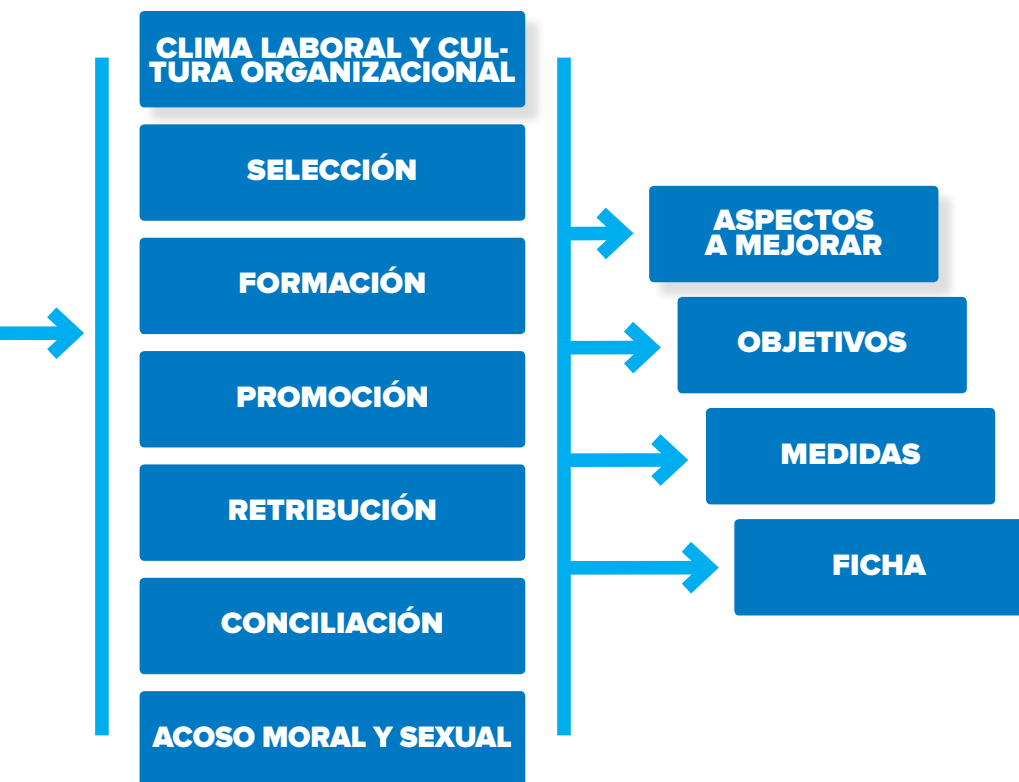 CLIMA LABORAL Y CUL-
TURA ORGANIZACIONAL
SELECCIÓN
FORMACIÓN
PROMOCIÓN
RETRIBUCIÓN
CONCILIACIÓN
ACOSO MORAL Y SEXUAL
ASPECTOS
A MEJORAR
OBJETIVOS
MEDIDAS
FICHA